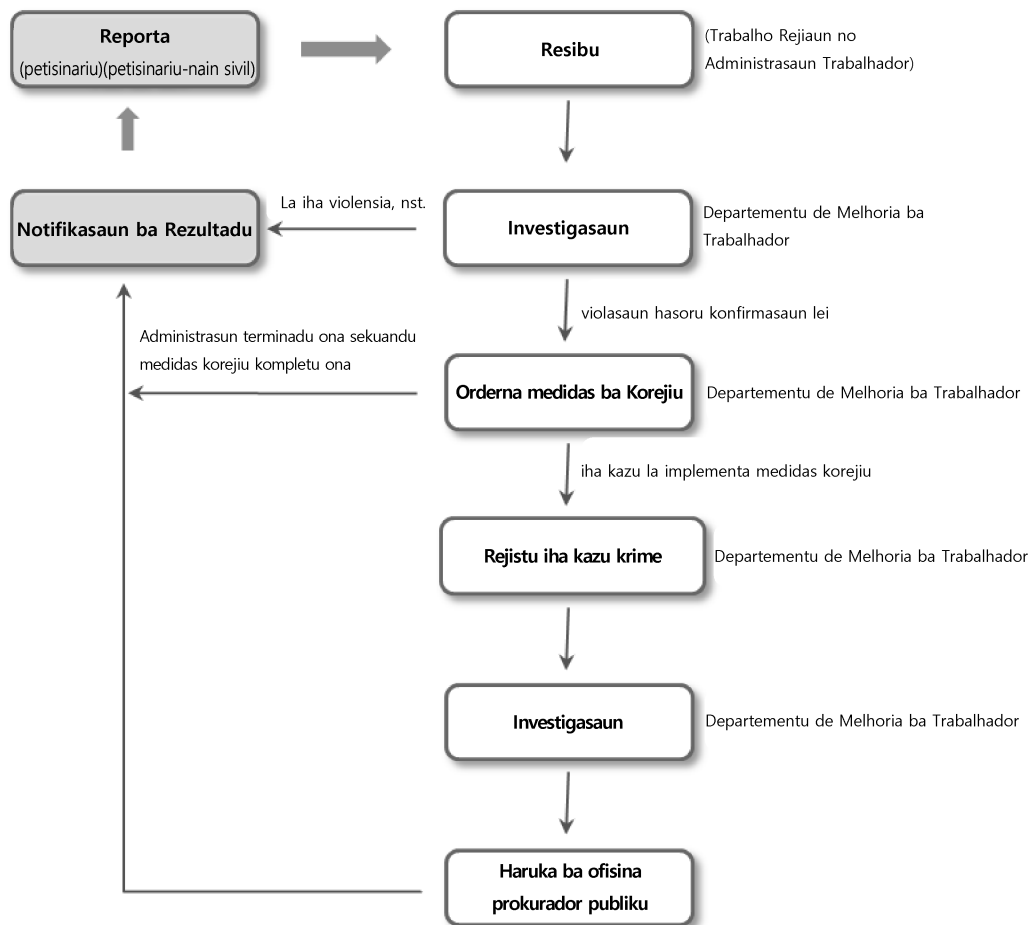 Reporta
(petisinariu)(petisinariu-nain sivil)
Resibu
(Trabalho Rejiaun no
Administrasaun Trabalhador)
Notifikasaun ba Rezultadu
La iha violensia, nst.
Investigasaun
Departementu de Melhoria ba
Trabalhador
violasaun hasoru konfirmasaun lei
Administrasun terminadu ona sekuandu
medidas korejiu kompletu ona
Orderna medidas ba Korejiu
Departementu de Melhoria ba Trabalhador
iha kazu la implementa medidas korejiu
Rejistu iha kazu krime
Departementu de Melhoria ba Trabalhador
Investigasaun
Departementu de Melhoria ba Trabalhador
Haruka ba ofisina
prokurador publiku